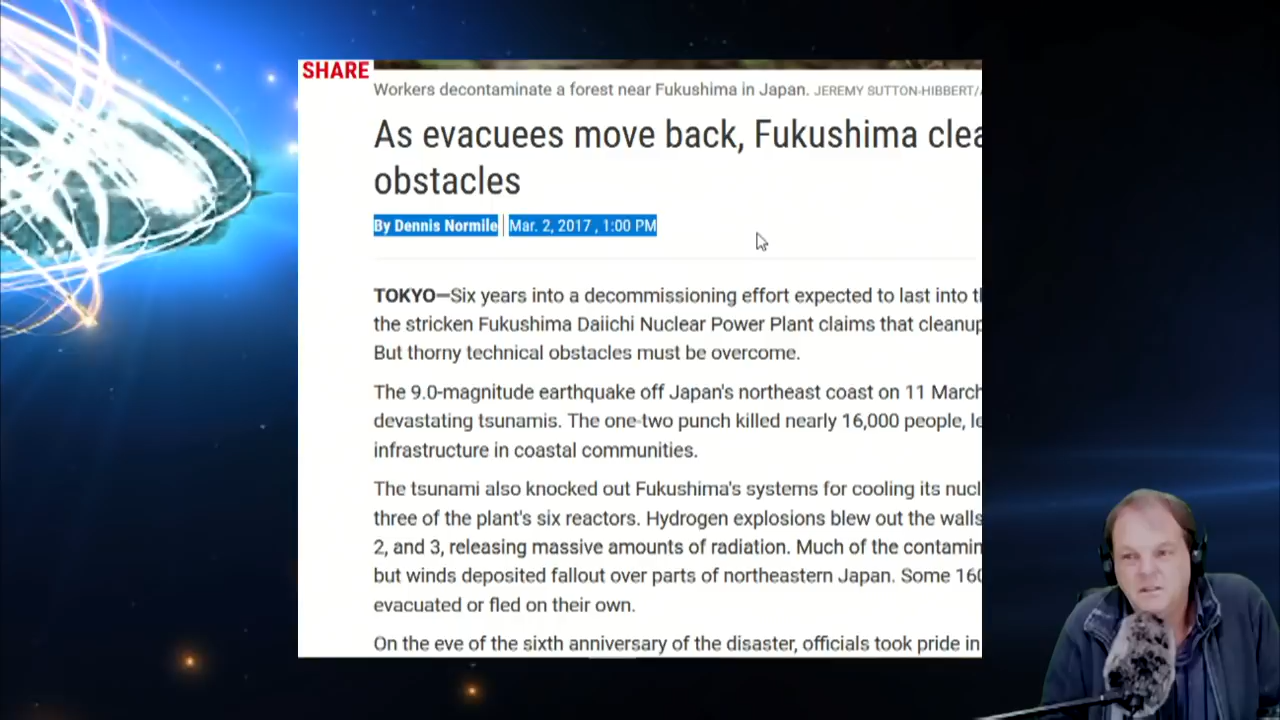 SHARE
Workers decontaminate a forest near Fukushima in Japan. JEREMY SUTTON-HIBBERT/
As evacuees move back, Fukushima clea
obstacles
By Dennis Normile | Mar. 2, 2017 , 1:00 PM
TOKYO—Six years into a decommissioning effort expected to last into t
the stricken Fukushima Daiichi Nuclear Power Plant claims that cleanup
But thorny technical obstacles must be overcome.
The 9.0-magnitude earthquake off Japan's northeast coast on 11 March
devastating tsunamis. The one-two punch killed nearly 16,000 people, le
infrastructure in coastal communities.
The tsunami also knocked out Fukushima's systems for cooling its nucl
three of the plant's six reactors. Hydrogen explosions blew out the walls
2, and 3, releasing massive amounts of radiation. Much of the contamin
but winds deposited fallout over parts of northeastern Japan. Some 160
evacuated or fled on their own.
On the eve of the sixth anniversary of the disaster, officials took pride in